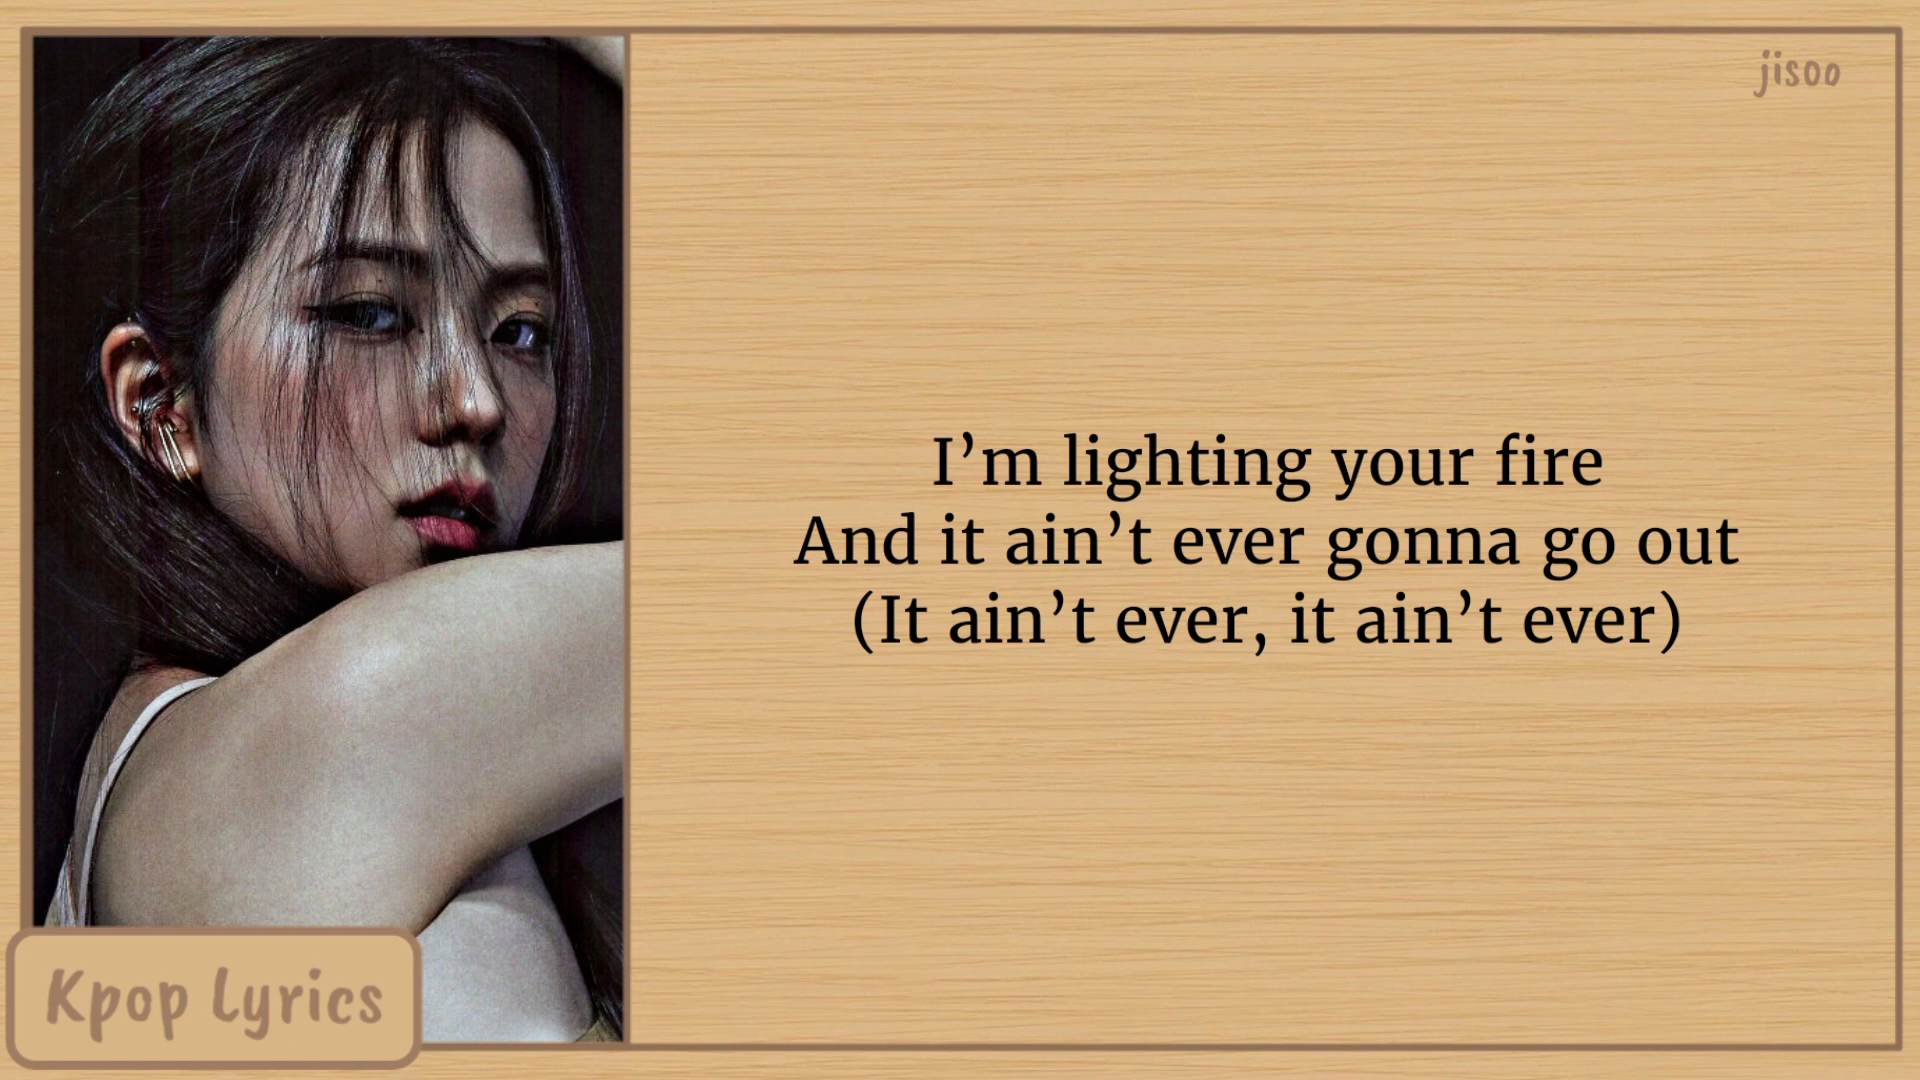 jisoo
I’m lighting your fire
And it ain’t ever gonna go out
(It ain’t ever, it ain’t ever)
Kpop Lyrics